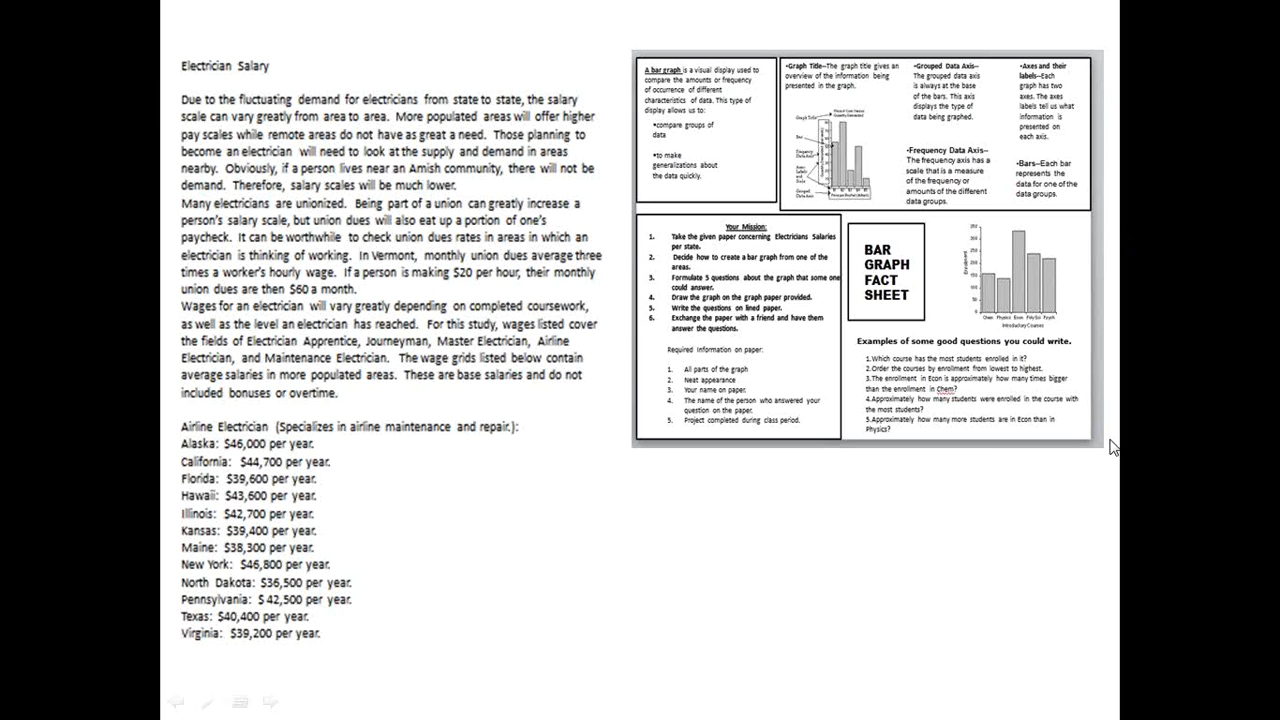 Electrician Salary
Due to the fluctuating demand for electricians from state to state, the salary
scale can vary greatly from area to area. More populated areas will offer higher
pay scales while remote areas do not have as great a need. Those planning to
become an electrician will need to look at the supply and demand in areas
nearby. Obviously, if a person lives near an Amish community, there will not be
demand. Therefore, salary scales will be much lower.
Many electricians are unionized. Being part of a union can greatly increase a
person's salary scale, but union dues will also eat up a portion of one's
paycheck. It can be worthwhile to check union dues rates in areas in which an
electrician is thinking of working. In Vermont, monthly union dues average three
times a worker's hourly wage. If a person is making $20 per hour, their monthly
union dues are then $60 a month.
Wages for an electrician will vary greatly depending on completed coursework,
as well as the level an electrician has reached. For this study, wages listed cover
the fields of Electrician Apprentice, Journeyman, Master Electrician, Airline
Electrician, and Maintenance Electrician. The wage grids listed below contain
average salaries in more populated areas. These are base salaries and do not
included bonuses or overtime.
Airline Electrician (Specializes in airline maintenance and repair.):
Alaska: $46,000 per year.
California: $44,700 per year.
Florida: $39,600 per year.
Hawaii: $43,600 per year.
Illinois: $42,700 per year.
Kansas: $39,400 per year.
Maine: $38,300 per year.
New York: $46,800 per year.
North Dakota: $36,500 per year.
Pennsylvania: $42,500 per year.
Texas: $40,400 per year.
Virginia: $39,200 per year.
A bar graph is a visual display used to
compare the amounts or frequency
of occurrence of different
characteristics of data. This type of
display allows us to:
•compare groups of
data
•to make
generalizations about
the data quickly.
•Graph Title–The graph title gives an
overview of the information being
presented in the graph.
Graph Title
Bar
Frequency
Data Axis
Axes
Labels
and
Scale
Grouped
Data Axis
•Grouped Data Axis–
The grouped data axis
is always at the base
of the bars. This axis
displays the type of
data being graphed.
•Frequency Data Axis–
The frequency axis has a
scale that is a measure
of the frequency or
amounts of the different
data groups.
•Axes and their
labels–Each
graph has two
axes. The axes
labels tell us what
information is
presented on
each axis.
•Bars–Each bar
represents the
data for one of the
data groups.
Your Mission:
1. Take the given paper concerning Electricians Salaries
per state.
2. Decide how to create a bar graph from one of the
areas.
3. Formulate 5 questions about the graph that some one
could answer.
4. Draw the graph on the graph paper provided.
5. Write the questions on lined paper.
6. Exchange the paper with a friend and have them
answer the questions.
Required Information on paper:
1. All parts of the graph
2. Neat appearance
3. Your name on paper.
4. The name of the person who answered your
question on the paper.
5. Project completed during class period.
BAR
GRAPH
FACT
SHEET
Enrollment
350
300
250
200
150
100
50
0
Chem Physics Econ Poly Sci Psych
Introductory Courses
Examples of some good questions you could write.
1.Which course has the most students enrolled in it?
2.Order the courses by enrollment from lowest to highest.
3.The enrollment in Econ is approximately how many times bigger
than the enrollment in Chem?
4.Approximately how many students were enrolled in the course with
the most students?
5.Approximately how many more students are in Econ than in
Physics?